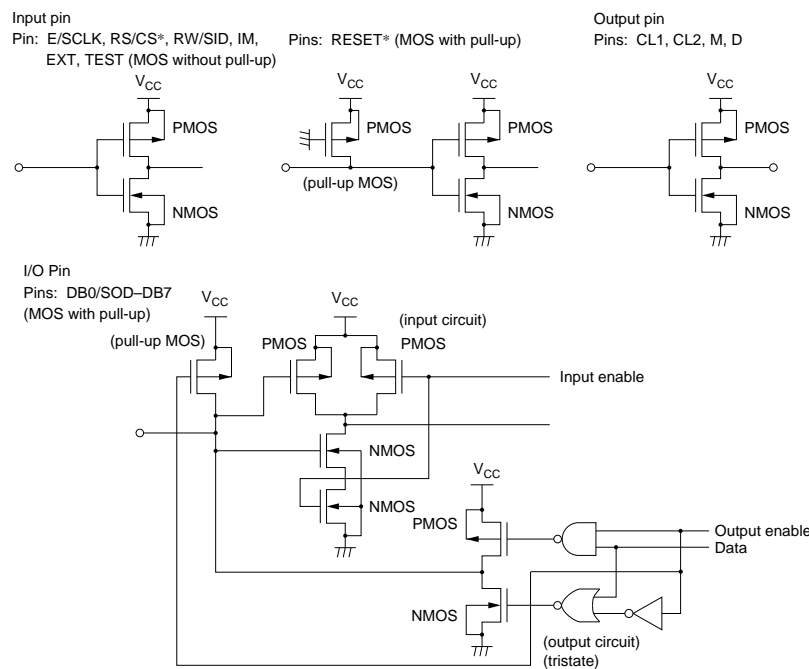 Input pin
Pin: E/SCLK, RS/CS*, RW/SID, IM,
EXT, TEST (MOS without pull-up)
Pins: RESET* (MOS with pull-up)
Output pin
Pins: CL1, CL2, M, D
VCC
PMOS
NMOS
VCC
PMOS
(pull-up MOS)
VCC
PMOS
NMOS
VCC
PMOS
NMOS
I/O Pin
Pins: DB0/SOD–DB7
(MOS with pull-up)
VCC
(pull-up MOS)
VCC
(input circuit)
PMOS
PMOS
Input enable
NMOS
NMOS
VCC
PMOS
Output enable
Data
NMOS
(output circuit)
(tristate)